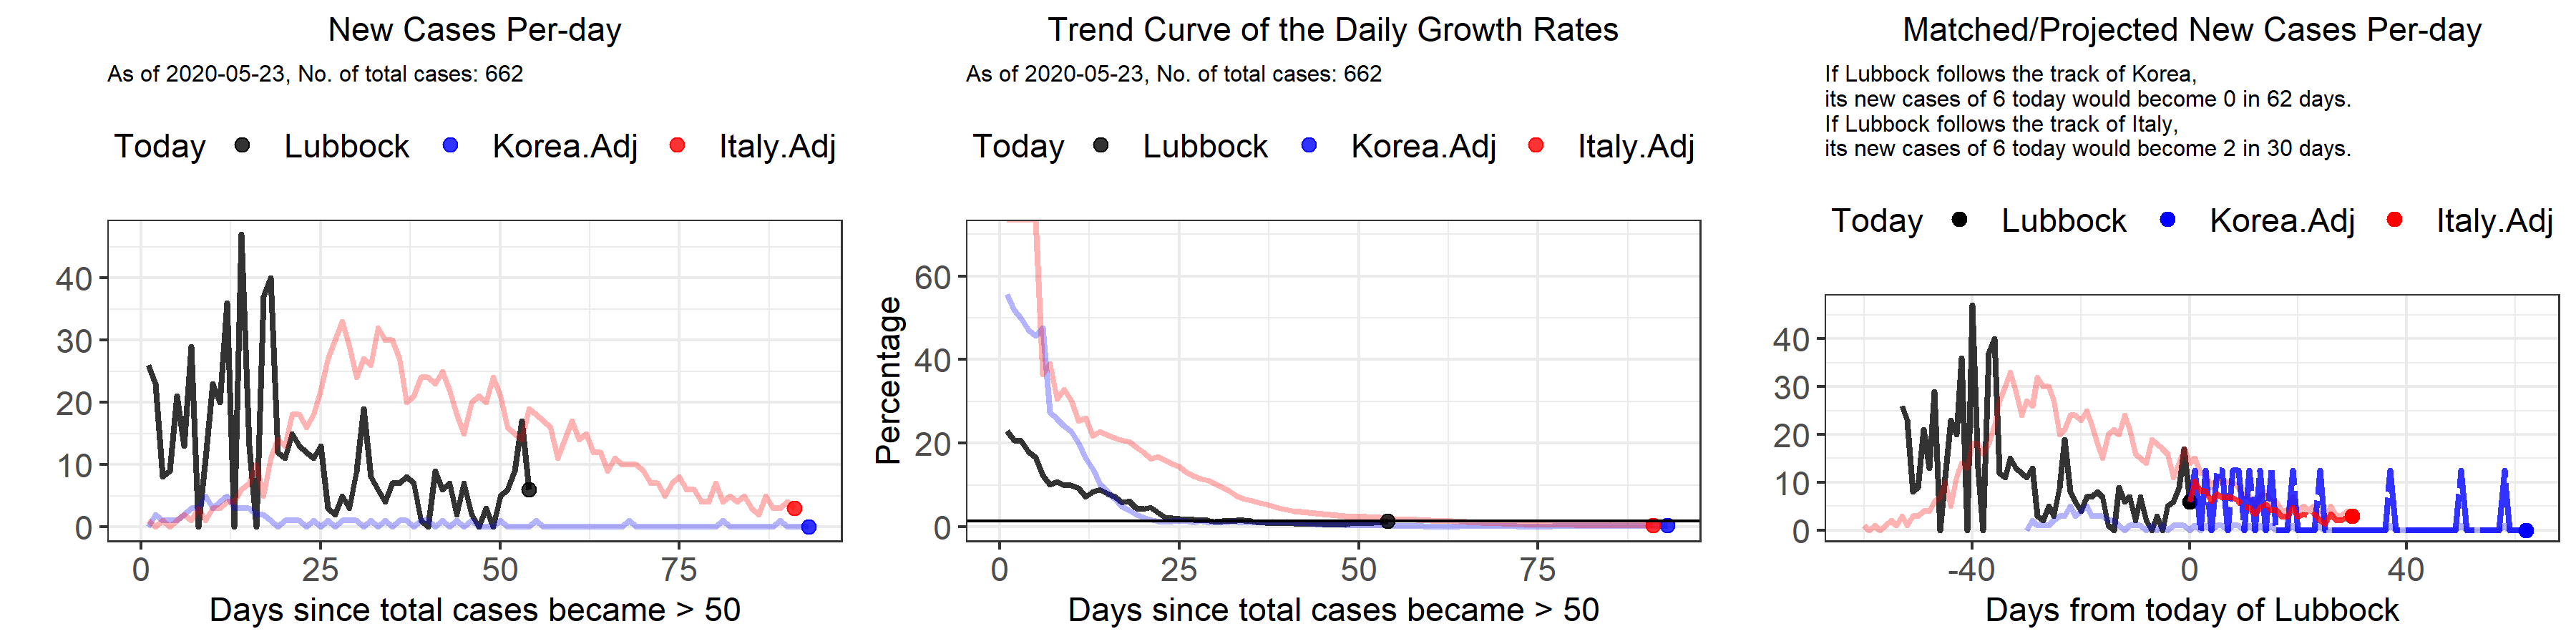 New Cases Per-day
As of 2020-05-23, No. of total cases: 662
Today Lubbock Korea.Adj Italy.Adj
40
30
20
10
0
0 25 50 75
Days since total cases became > 50
Trend Curve of the Daily Growth Rates
As of 2020-05-23, No. of total cases: 662
Today Lubbock Korea.Adj Italy.Adj
Percentage
60
40
20
0
0 25 50 75
Days since total cases became > 50
Matched/Projected New Cases Per-day
If Lubbock follows the track of Korea,
its new cases of 6 today would become 0 in 62 days.
If Lubbock follows the track of Italy,
its new cases of 6 today would become 2 in 30 days.
Today Lubbock Korea.Adj Italy.Adj
40
30
20
10
0
-40 0 40
Days from today of Lubbock